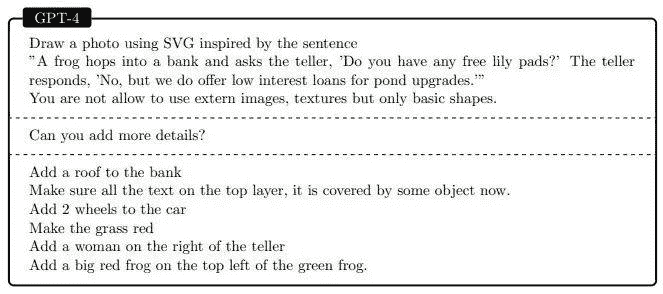 GPT-4
Draw a photo using SVG inspired by the sentence
"A frog hops into a bank and asks the teller, 'Do you have any free lily pads?' The teller
responds, 'No, but we do offer low interest loans for pond upgrades.'"
You are not allow to use extern images, textures but only basic shapes.
Can you add more details?
Add a roof to the bank
Make sure all the text on the top layer, it is covered by some object now.
Add 2 wheels to the car
Make the grass red
Add a woman on the right of the teller
Add a big red frog on the top left of the green frog.